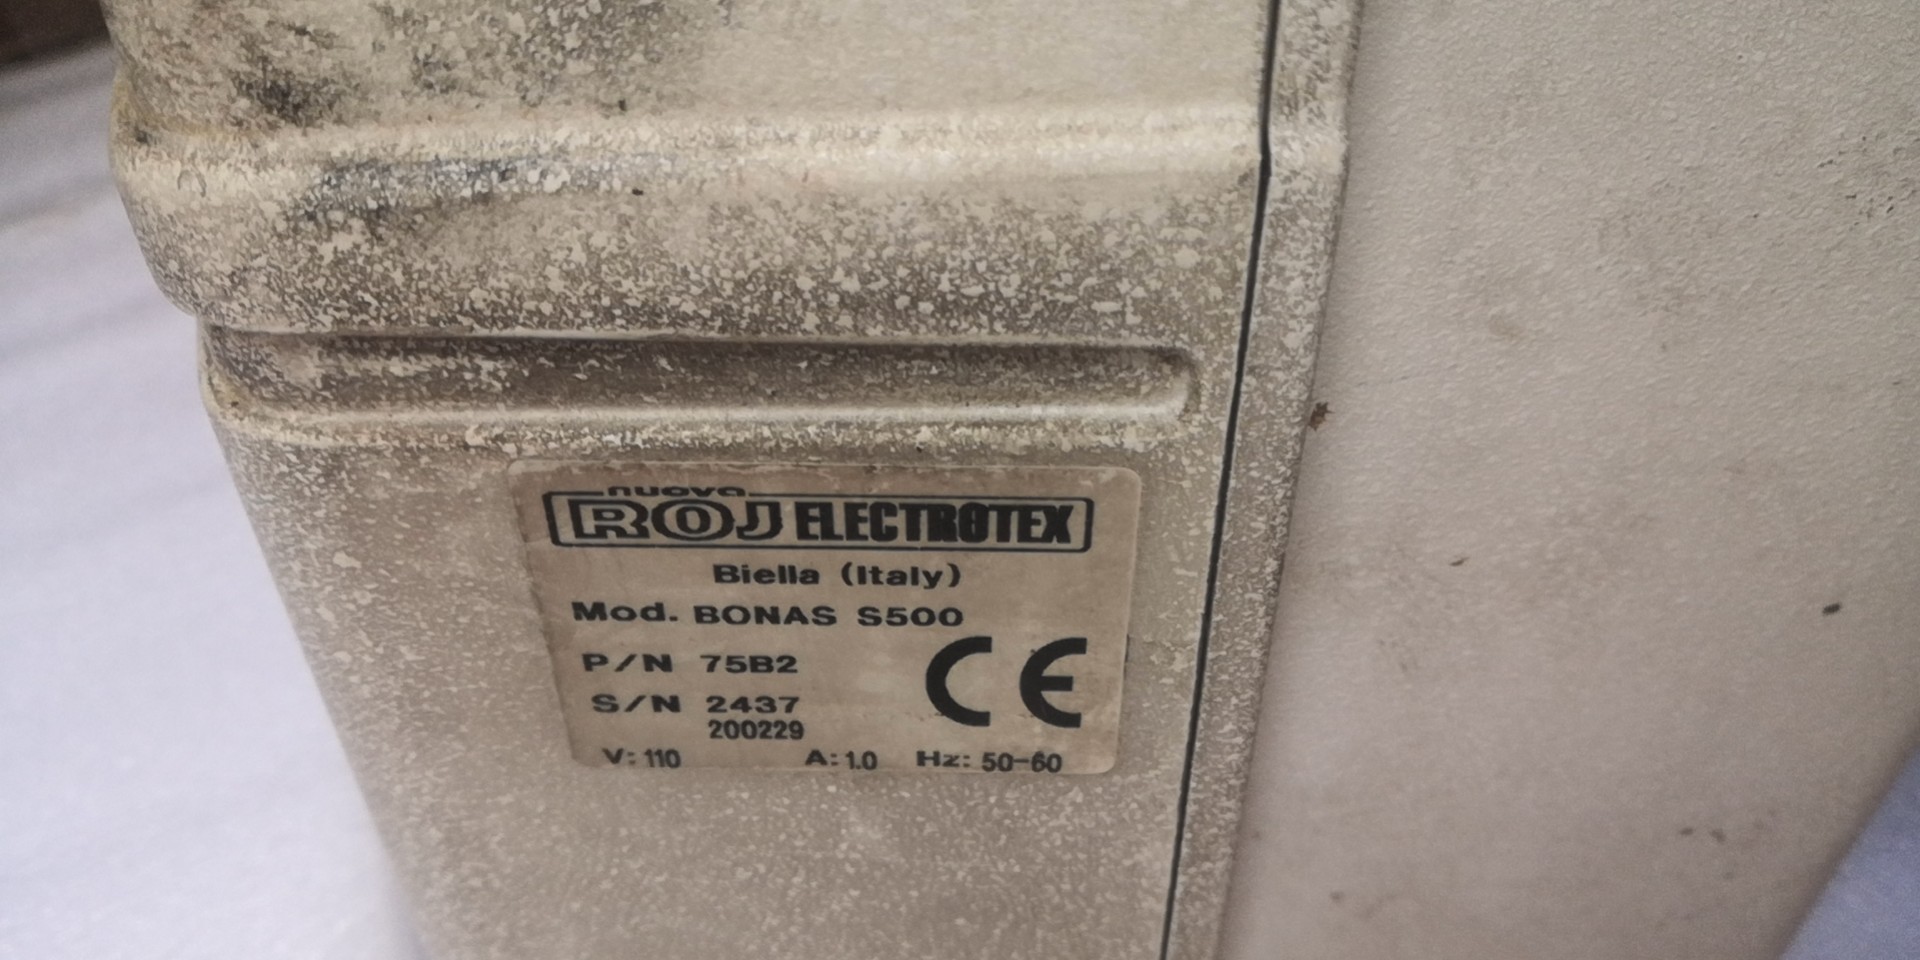 nuova
ROJ ELECTROTEX
Biella (Italy)
Mod. BONAS S500
P/N 75B2
S/N 2437
200229
CE
V: 110 A: 1.0 Hz: 50-60